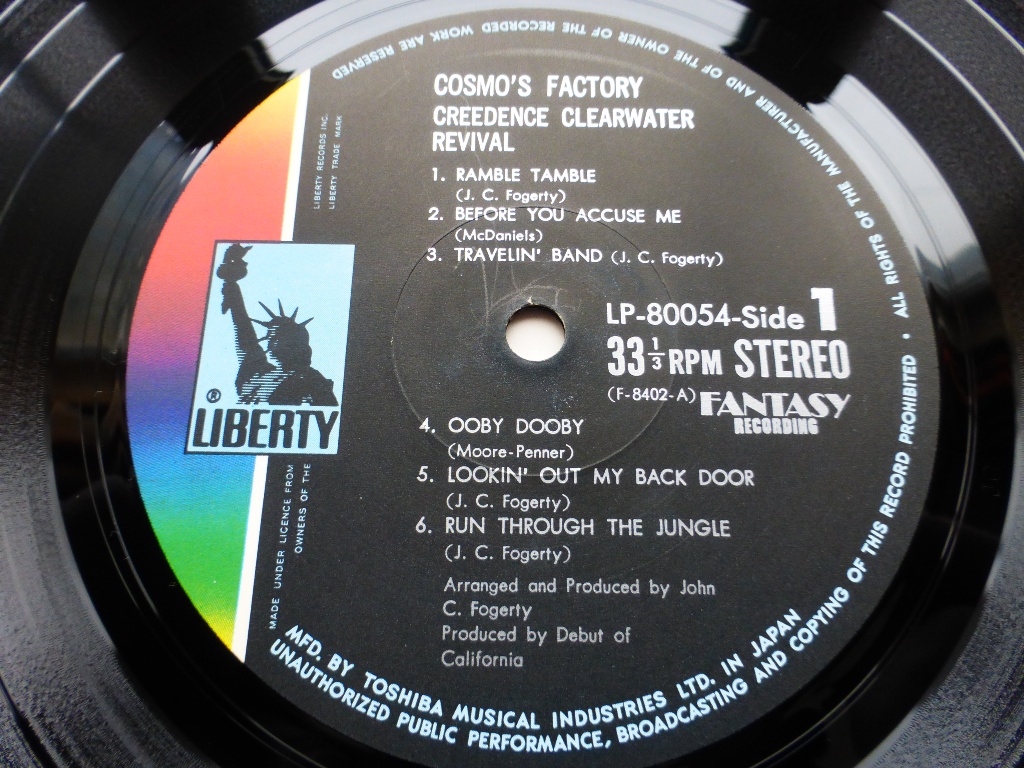 COSMO'S FACTORY
CREEDENCE CLEARWATER
REVIVAL
1. RAMBLE TAMBLE
(J. C. Fogerty)
2. BEFORE YOU ACCUSE ME
(McDaniels)
3. TRAVELIN' BAND (J. C. Fogerty)
LP-80054-Side 1
33 1/3 RPM STEREO
(F-8402-A) FANTASY
RECORDING
4. OOBY DOOBY
(Moore-Penner)
5. LOOKIN' OUT MY BACK DOOR
(J. C. Fogerty)
6. RUN THROUGH THE JUNGLE
(J. C. Fogerty)
Arranged and Produced by John
C. Fogerty
Produced by Debut of
California
LIBERTY RECORDS INC.
LIBERTY TRADE MARK
®
LIBERTY
MADE UNDER LICENCE FROM
OWNERS OF THE
MFD. BY TOSHIBA MUSICAL INDUSTRIES LTD. IN JAPAN
UNAUTHORIZED PUBLIC PERFORMANCE, BROADCASTING AND COPYING OF THIS RECORD PROHIBITED • ALL RIGHTS OF THE MANUFACTURER AND OF THE OWNER OF THE RECORDED WORK ARE RESERVED